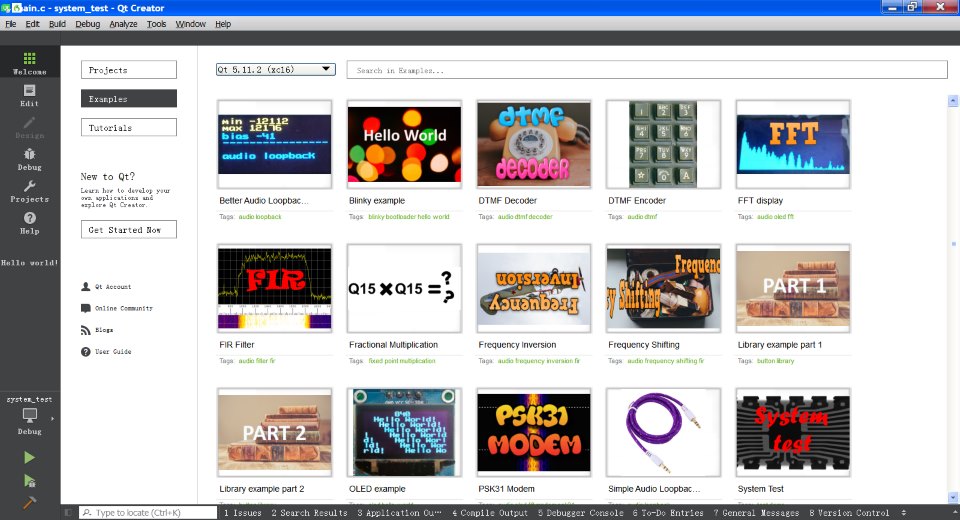 main.c - system_test - Qt Creator
File Edit Build Debug Analyze Tools Window Help
Welcome
Edit
Design
Debug
Projects
Help
Hello world!
system_test
Debug
Projects
Examples
Tutorials
New to Qt?
Learn how to develop your
own applications and
explore Qt Creator.
Get Started Now
Qt Account
Online Community
Blogs
User Guide
Qt 5.11.2 (xc16)
Search in Examples...
min -12112
max 12176
bias -41
audio loopback
Better Audio Loopbac...
Tags: audio loopback
Hello World
Blinky example
Tags: blinky bootloader hello world
dtmf
decoder
DTMF Decoder
Tags: audio dtmf decoder
DTMF Encoder
Tags: audio dtmf
FFT
FFT display
Tags: audio oled fft
FIR
FIR Filter
Tags: audio filter fir
Q15 × Q15 = ? ?
Fractional Multiplication
Tags: fixed point multiplication
Frequency
Inversion
Frequency Inversion
Tags: audio frequency inversion fir
Frequenc
y Shifting
Frequency Shifting
Tags: audio frequency shifting fir
PART 1
Library example part 1
Tags: button library
PART 2
Library example part 2
Hello World!
OLED example
PSK31
MODEM
PSK31 Modem
Simple Audio Loopbac...
System
test
System Test
Type to locate (Ctrl+K)
1 Issues 2 Search Results 3 Application Ou... 4 Compile Output 5 Debugger Console 6 To-Do Entries 7 General Messages 8 Version Control